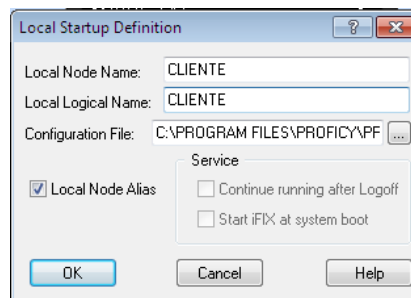 Local Startup Definition
Local Node Name: CLIENTE
Local Logical Name: CLIENTE
Configuration File: C:\PROGRAM FILES\PROFICY\PF ...
Service
Local Node Alias
Continue running after Logoff
Start iFIX at system boot
OK Cancel Help